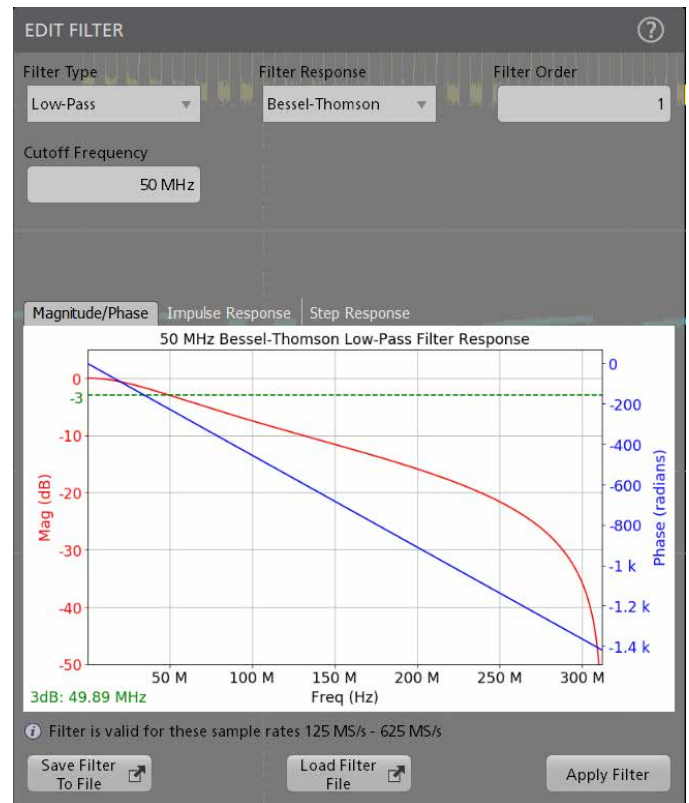 EDIT FILTER
?
Filter Type
Filter Response
Filter Order
Low-Pass
Bessel-Thomson
1
Cutoff Frequency
50 MHz
Magnitude/Phase
Impulse Response
Step Response
50 MHz Bessel-Thomson Low-Pass Filter Response
0
-3
-10
-20
-30
-40
-50
Mag (dB)
0
-200
-400
-600
-800
-1 k
-1.2 k
-1.4 k
Phase (radians)
50 M
100 M
150 M
200 M
250 M
300 M
3dB: 49.89 MHz
Freq (Hz)
i
Filter is valid for these sample rates 125 MS/s - 625 MS/s
Save Filter
To File
Load Filter
File
Apply Filter